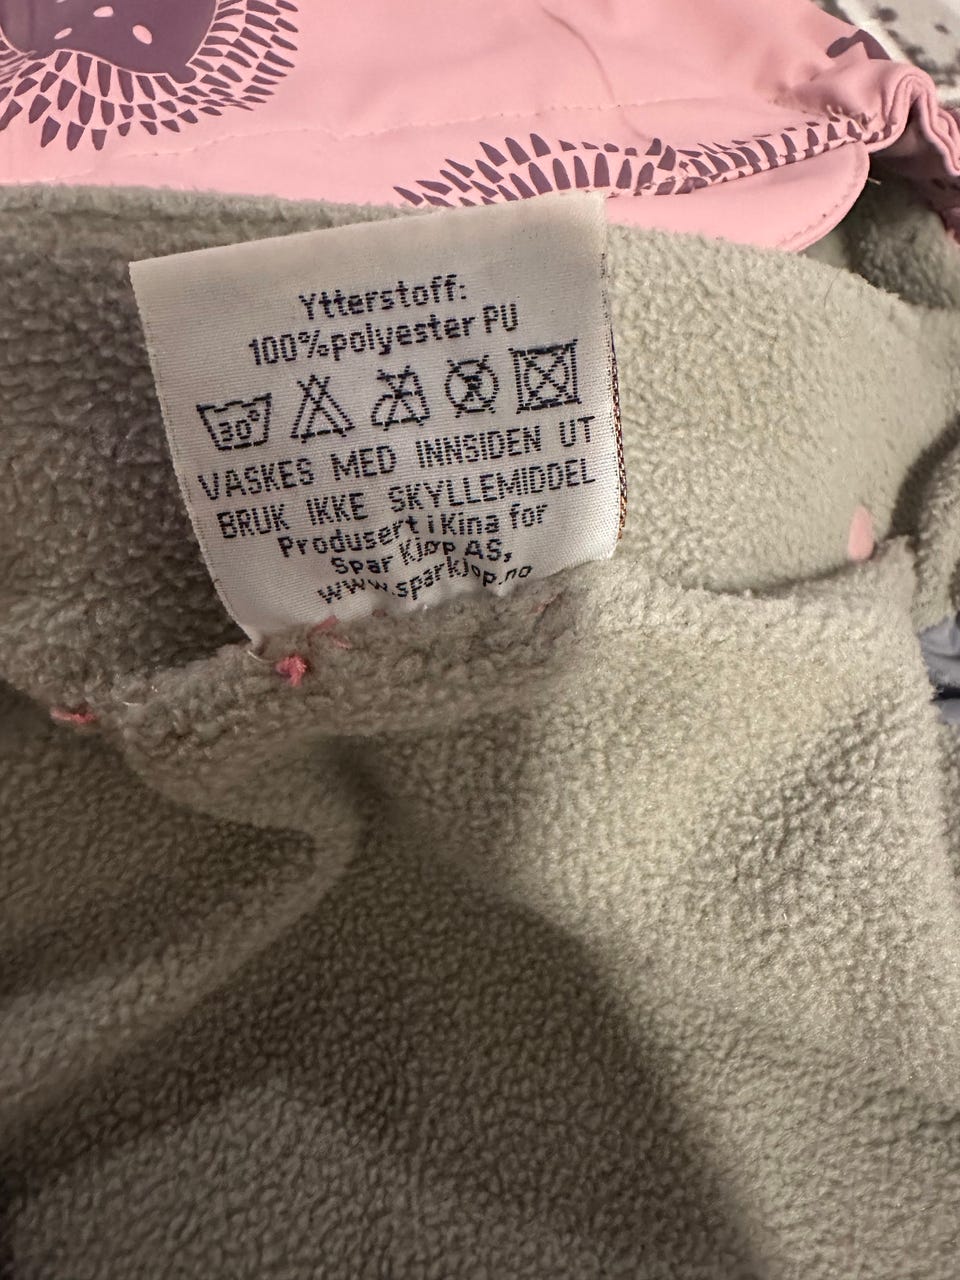 Ytterstoff:
100%polyester PU
30°
VASKES MED INNSIDEN UT
BRUK IKKE SKYLLEMIDDEL
Produsert i Kina for
Spar Kjøp AS,
www.sparkjop.no